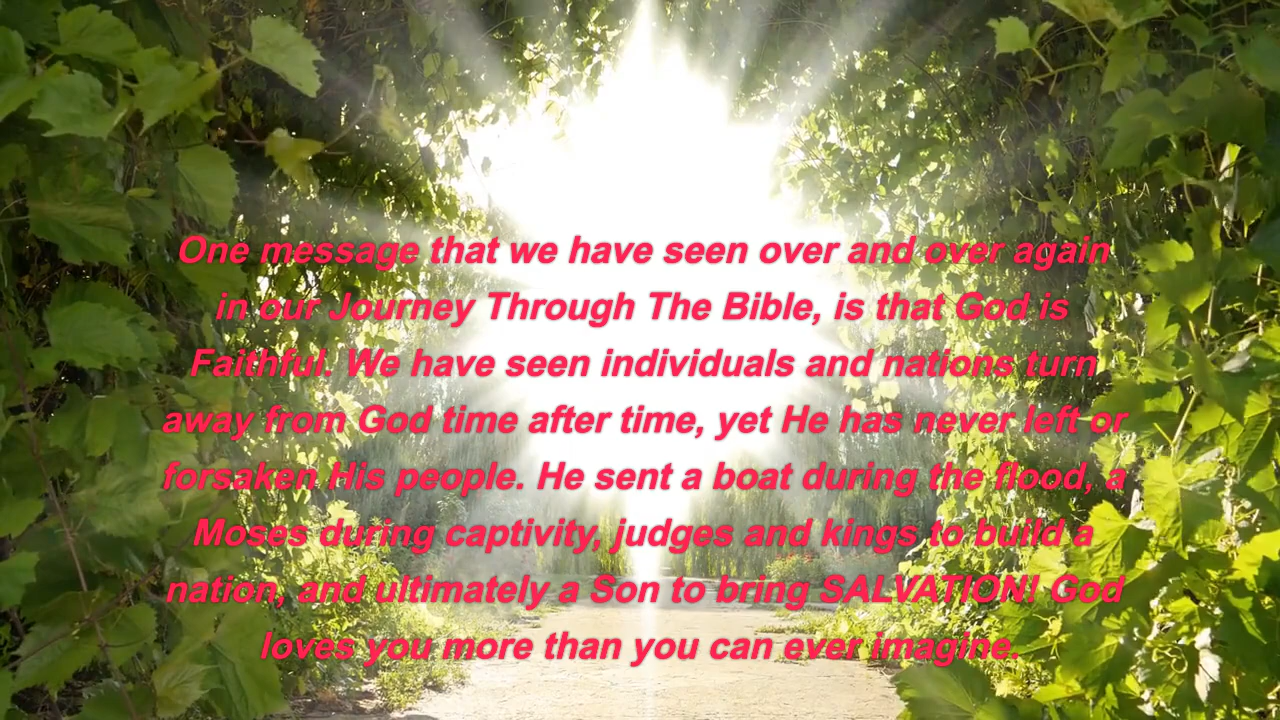 One message that we have seen over and over again
in our Journey Through The Bible, is that God is
Faithful. We have seen individuals and nations turn
away from God time after time, yet He has never left or
forsaken His people. He sent a boat during the flood, a
Moses during captivity, judges and kings to build a
nation, and ultimately a Son to bring SALVATION! God
loves you more than you can ever imagine.